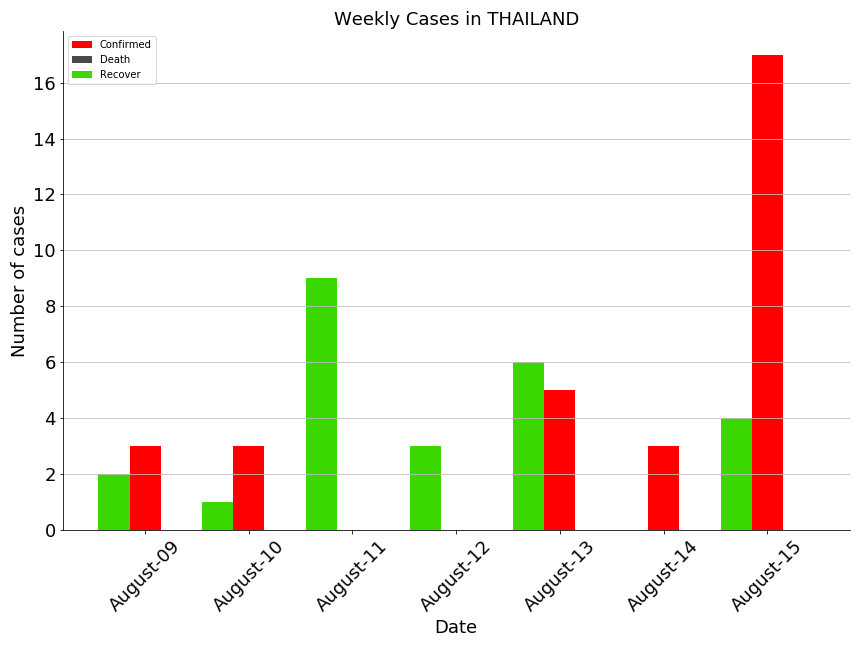 Weekly Cases in THAILAND
Confirmed
Death
Recover
16
14
12
10
8
6
4
2
0
Number of cases
August-09
August-10
August-11
August-12
August-13
August-14
August-15
Date